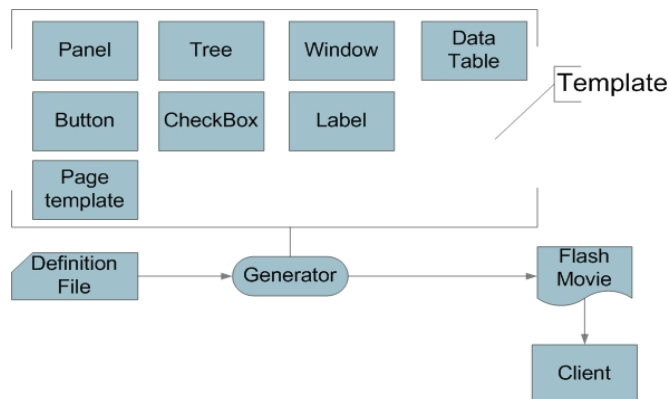 Panel
Tree
Window
Data
Table
Template
Button
CheckBox
Label
Page
template
Definition
File
Generator
Flash
Movie
Client